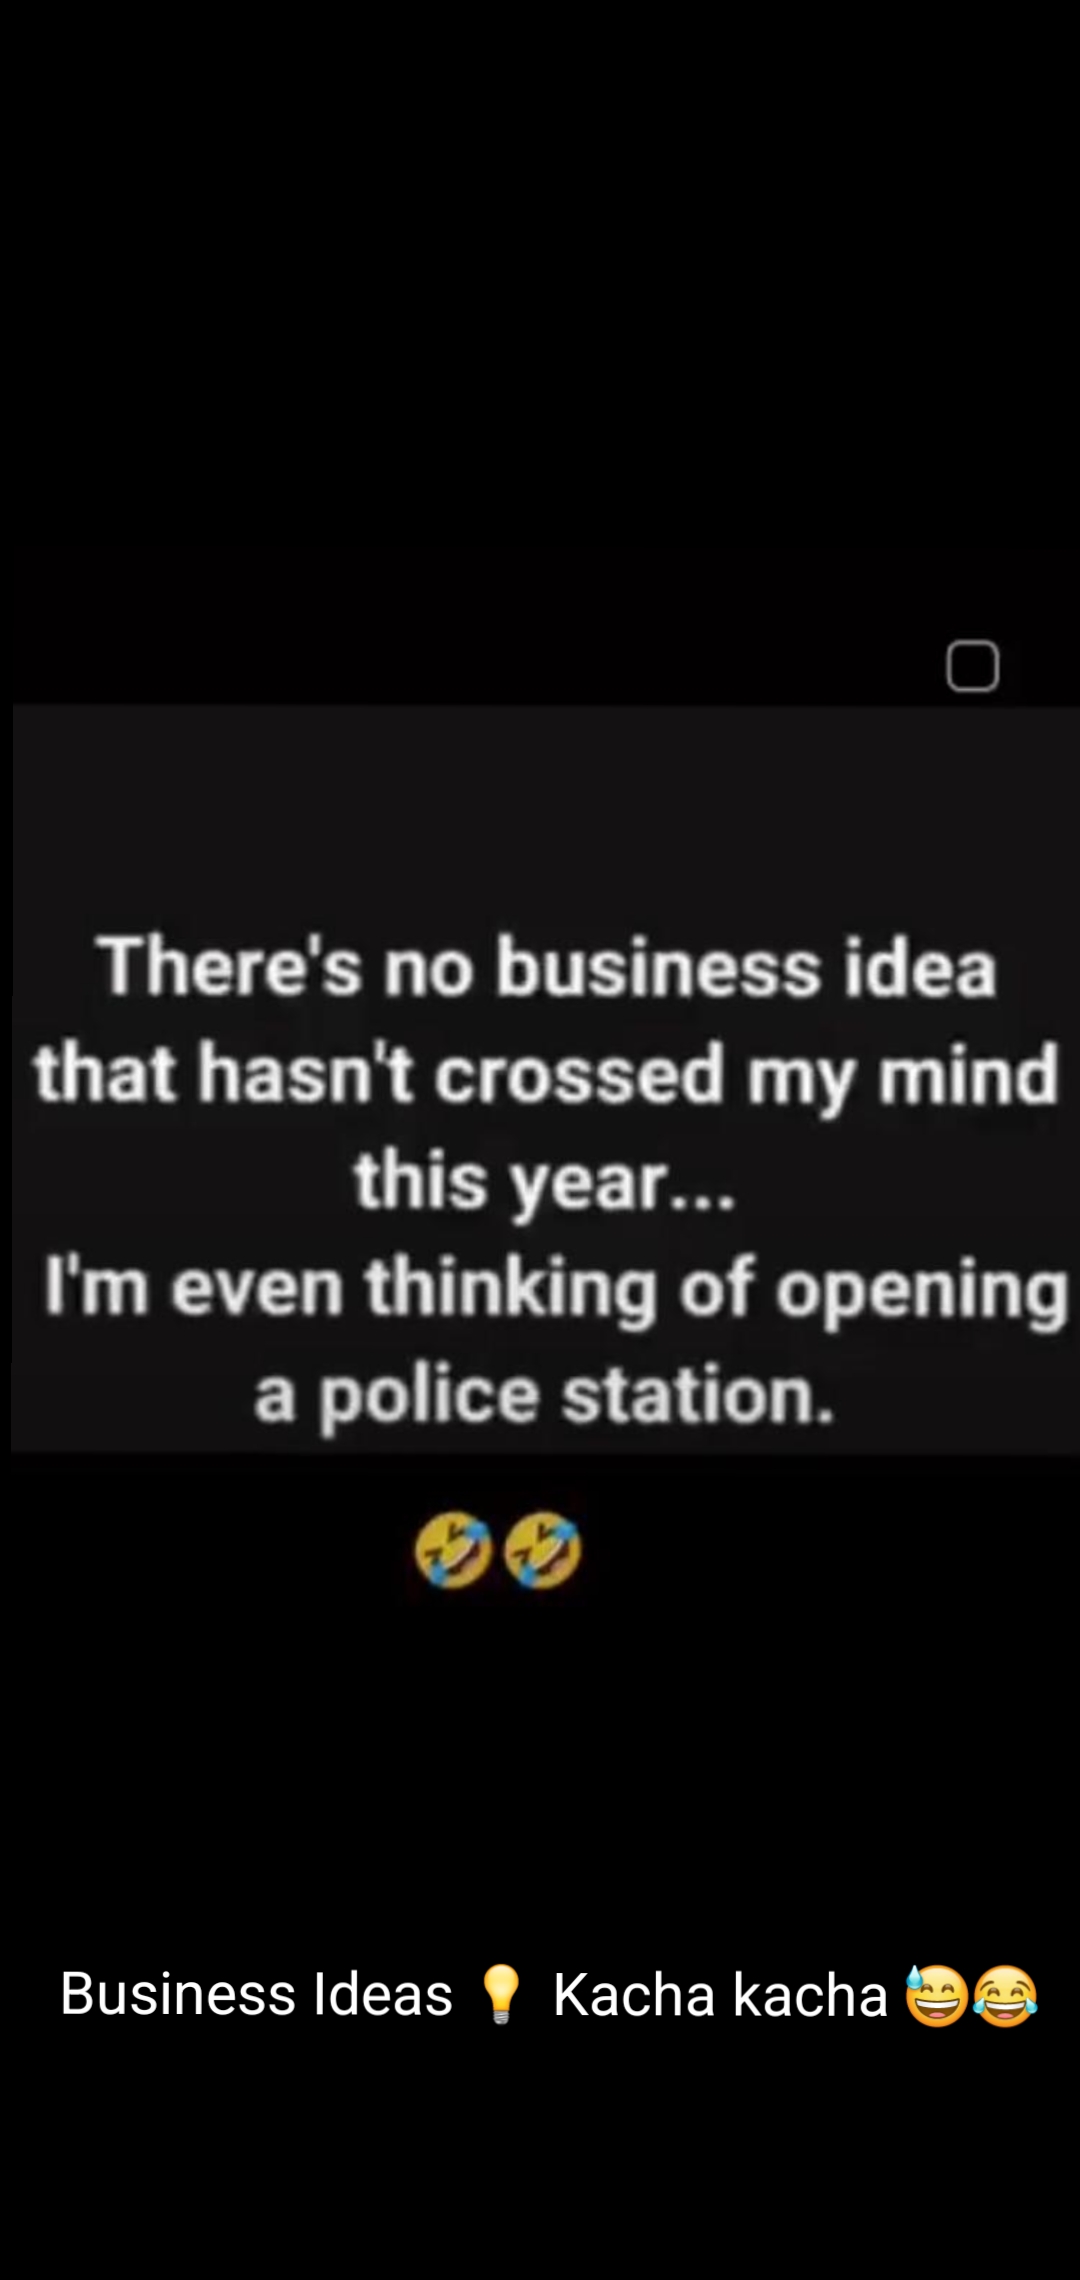 There's no business idea
that hasn't crossed my mind
this year...
I'm even thinking of opening
a police station.
🤣🤣
Business Ideas 💡 Kacha kacha 😅😂